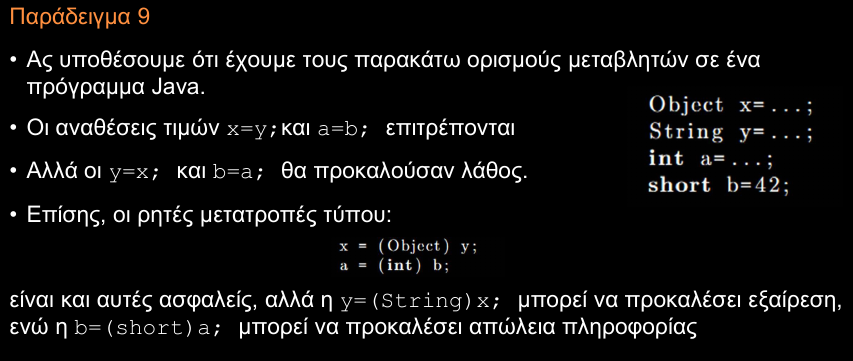 Παράδειγμα 9
• Ας υποθέσουμε ότι έχουμε τους παρακάτω ορισμούς μεταβλητών σε ένα
πρόγραμμα Java.
• Οι αναθέσεις τιμών x=y; και a=b; επιτρέπονται
• Αλλά οι y=x; και b=a; θα προκαλούσαν λάθος.
• Επίσης, οι ρητές μετατροπές τύπου:
Object x=...;
String y=...;
int a=...;
short b=42;
x = (Object) y;
a = (int) b;
είναι και αυτές ασφαλείς, αλλά η y=(String)x; μπορεί να προκαλέσει εξαίρεση,
ενώ η b=(short)a; μπορεί να προκαλέσει απώλεια πληροφορίας